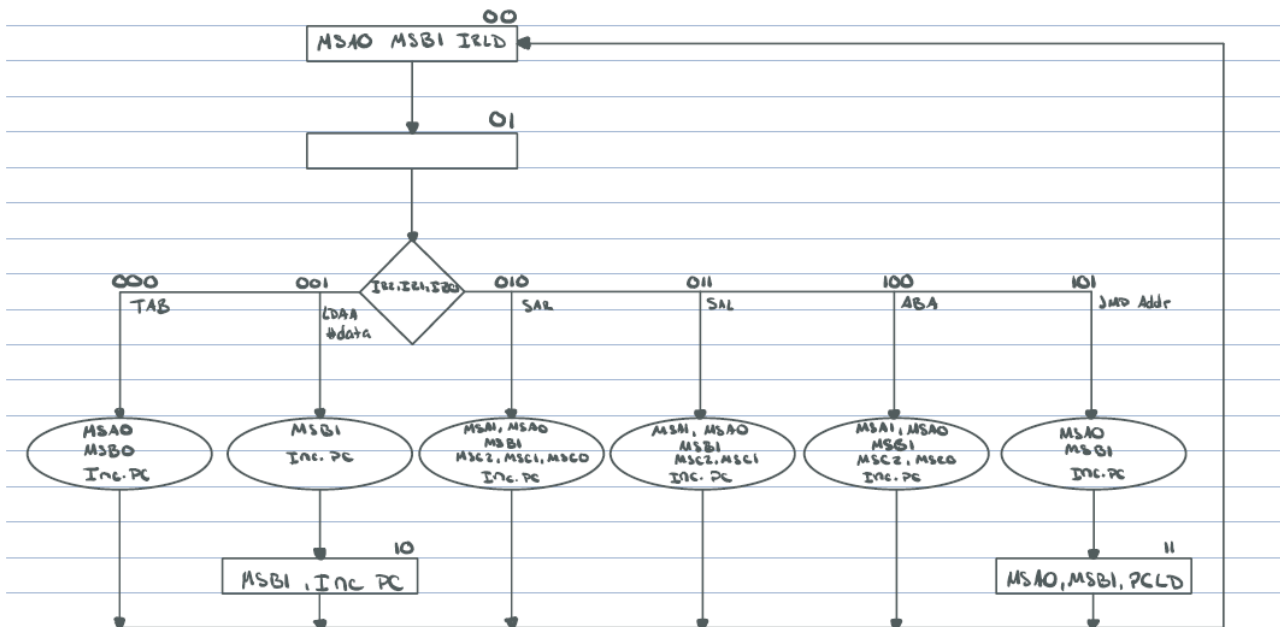 00
MSA0 MSB1 IRLD
01
IR2, IR1, IR0
000
001
010
011
100
101
TAB
LDAA
#data
SAR
SAL
ABA
JMP Addr
MSA0
MSB0
Inc.PC
MSB1
Inc.PC
MSA1, MSA0
MSB1
MSC2, MSC1, MSC0
Inc.PC
MSA1, MSA0
MSB1
MSC2, MSC1
Inc.PC
MSA1, MSA0
MSB1
MSC2, MSC0
Inc.PC
MSA0
MSB1
Inc.PC
10
MSB1, Inc PC
11
MSA0, MSB1, PCLD